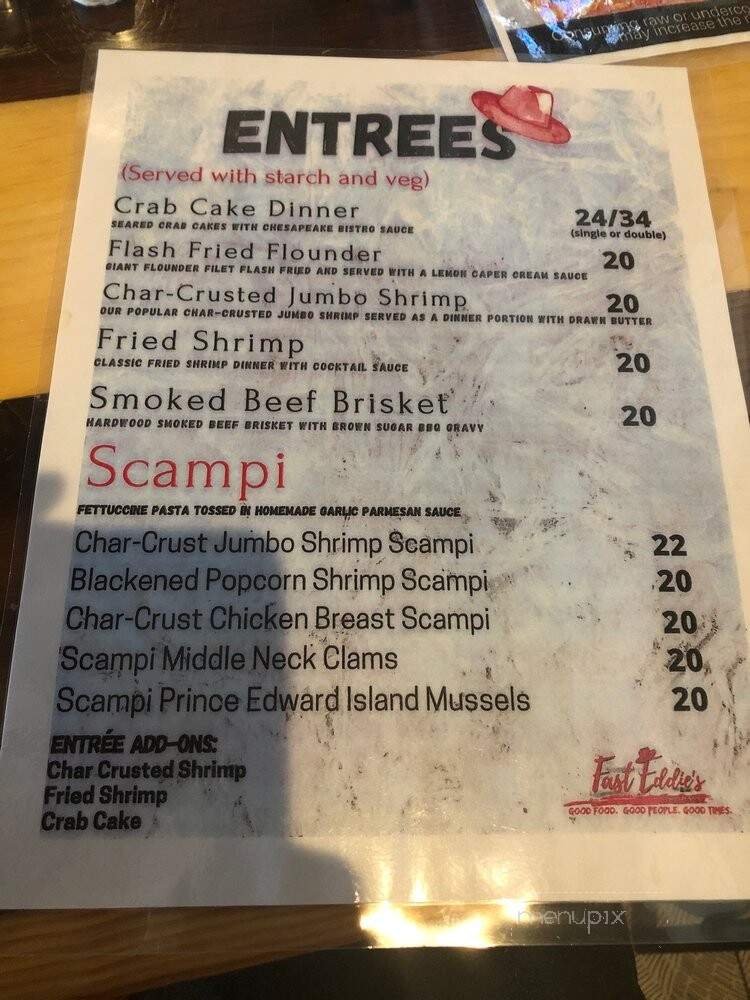 Consuming raw or underco
may increase the
ENTREES
(Served with starch and veg)
Crab Cake Dinner 24/34
SEARED CRAB CAKES WITH CHESAPEAKE BISTRO SAUCE (single or double)
Flash Fried Flounder 20
GIANT FLOUNDER FILET FLASH FRIED AND SERVED WITH A LEMON CAPER CREAM SAUCE
Char-Crusted Jumbo Shrimp 20
OUR POPULAR CHAR-CRUSTED JUMBO SHRIMP SERVED AS A DINNER PORTION WITH DRAWN BUTTER
Fried Shrimp 20
CLASSIC FRIED SHRIMP DINNER WITH COCKTAIL SAUCE
Smoked Beef Brisket 20
HARDWOOD SMOKED BEEF BRISKET WITH BROWN SUGAR BBQ GRAVY
Scampi
FETTUCCINE PASTA TOSSED IN HOMEMADE GARLIC PARMESAN SAUCE
Char-Crust Jumbo Shrimp Scampi 22
Blackened Popcorn Shrimp Scampi 20
Char-Crust Chicken Breast Scampi 20
Scampi Middle Neck Clams 20
Scampi Prince Edward Island Mussels 20
ENTRÉE ADD-ONS:
Char Crusted Shrimp
Fried Shrimp
Crab Cake
Fast Eddie's
GOOD FOOD. GOOD PEOPLE. GOOD TIMES.
menupix